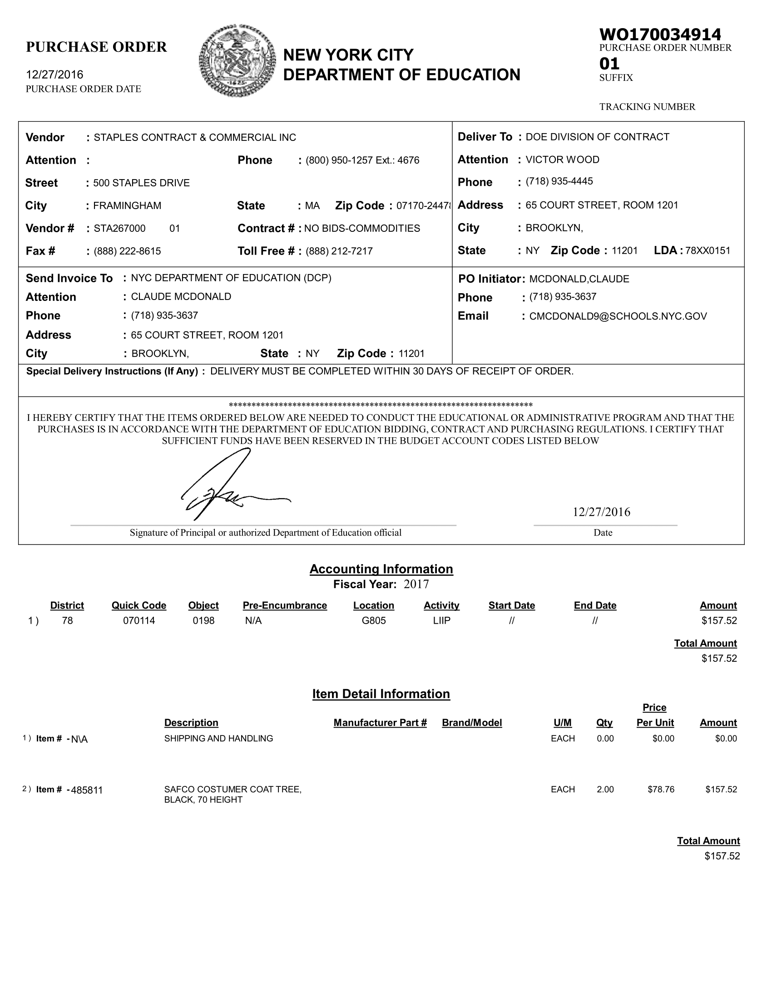 WO170034914
PURCHASE ORDER NUMBER
01
SUFFIX
TRACKING NUMBER
PURCHASE ORDER
12/27/2016
PURCHASE ORDER DATE
NEW YORK CITY
DEPARTMENT OF EDUCATION
Vendor : STAPLES CONTRACT & COMMERCIAL INC
Attention : Phone : (800) 950-1257 Ext.: 4676
Street : 500 STAPLES DRIVE
City : FRAMINGHAM State : MA Zip Code : 07170-2447
Vendor # : STA267000 01 Contract # : NO BIDS-COMMODITIES
Fax # : (888) 222-8615 Toll Free # : (888) 212-7217
Deliver To : DOE DIVISION OF CONTRACT
Attention : VICTOR WOOD
Phone : (718) 935-4445
Address : 65 COURT STREET, ROOM 1201
City : BROOKLYN,
State : NY Zip Code : 11201 LDA : 78XX0151
Send Invoice To : NYC DEPARTMENT OF EDUCATION (DCP)
Attention : CLAUDE MCDONALD
Phone : (718) 935-3637
Address : 65 COURT STREET, ROOM 1201
City : BROOKLYN, State : NY Zip Code : 11201
PO Initiator: MCDONALD,CLAUDE
Phone : (718) 935-3637
Email : CMCDONALD9@SCHOOLS.NYC.GOV
Special Delivery Instructions (If Any) : DELIVERY MUST BE COMPLETED WITHIN 30 DAYS OF RECEIPT OF ORDER.
*********************************************************************
I HEREBY CERTIFY THAT THE ITEMS ORDERED BELOW ARE NEEDED TO CONDUCT THE EDUCATIONAL OR ADMINISTRATIVE PROGRAM AND THAT THE
PURCHASES IS IN ACCORDANCE WITH THE DEPARTMENT OF EDUCATION BIDDING, CONTRACT AND PURCHASING REGULATIONS. I CERTIFY THAT
SUFFICIENT FUNDS HAVE BEEN RESERVED IN THE BUDGET ACCOUNT CODES LISTED BELOW
12/27/2016
Signature of Principal or authorized Department of Education official Date
Accounting Information
Fiscal Year: 2017
District Quick Code Object Pre-Encumbrance Location Activity Start Date End Date Amount
1 ) 78 070114 0198 N/A G805 LIIP // // $157.52
Total Amount
$157.52
Item Detail Information
Price
Description Manufacturer Part # Brand/Model U/M Qty Per Unit Amount
1 ) Item # - N\A SHIPPING AND HANDLING EACH 0.00 $0.00 $0.00
2 ) Item # - 485811 SAFCO COSTUMER COAT TREE, EACH 2.00 $78.76 $157.52
BLACK, 70 HEIGHT
Total Amount
$157.52